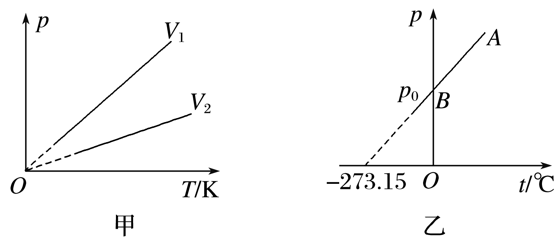 p
V₁
V₂
O
T/K
甲
p
A
p₀
B
−273.15
O
t/℃
乙